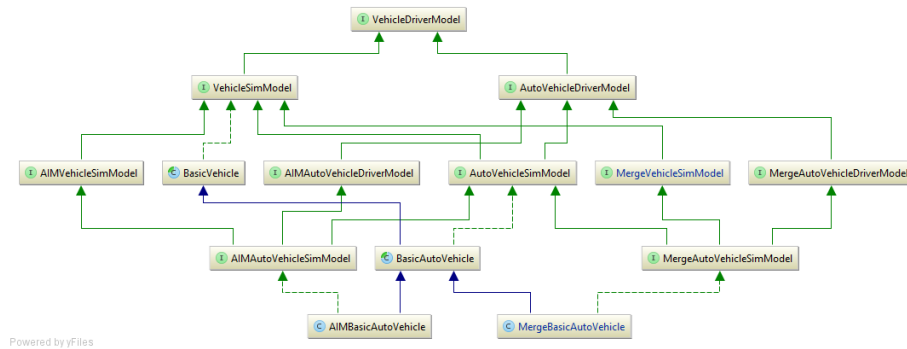 I VehicleDriverModel
I VehicleSimModel
I AutoVehicleDriverModel
I AIMVehicleSimModel
C BasicVehicle
I AIMAutoVehicleDriverModel
I AutoVehicleSimModel
I MergeVehicleSimModel
I MergeAutoVehicleDriverModel
I AIMAutoVehicleSimModel
C BasicAutoVehicle
I MergeAutoVehicleSimModel
C AIMBasicAutoVehicle
C MergeBasicAutoVehicle
Powered by yFiles